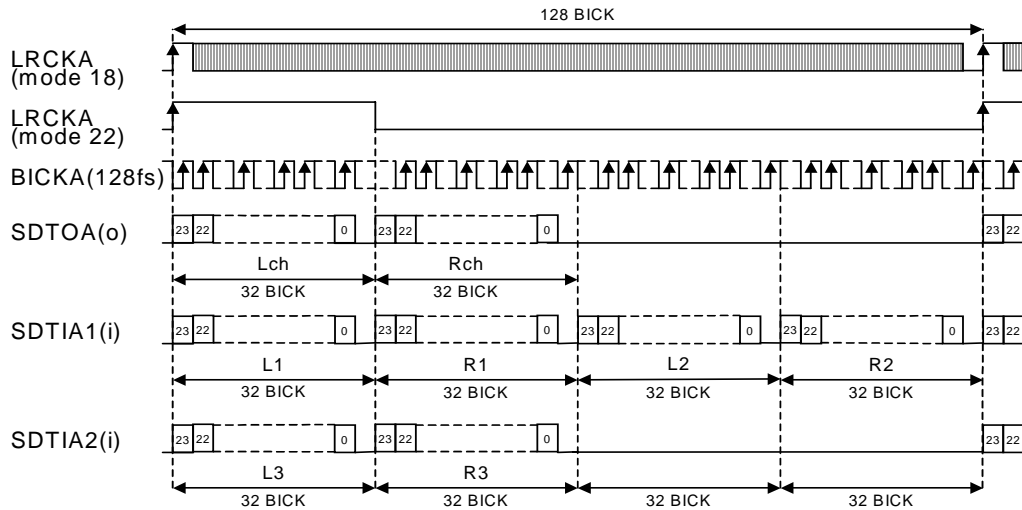 128 BICK
LRCKA
(mode 18)
LRCKA
(mode 22)
BICKA(128fs)
SDTOA(o)
23 22 0 23 22 0 23 22
Lch Rch
32 BICK 32 BICK
SDTIA1(i)
23 22 0 23 22 0 23 22 0 23 22 0 23 22
L1 R1 L2 R2
32 BICK 32 BICK 32 BICK 32 BICK
SDTIA2(i)
23 22 0 23 22 0 23 22
L3 R3
32 BICK 32 BICK 32 BICK 32 BICK